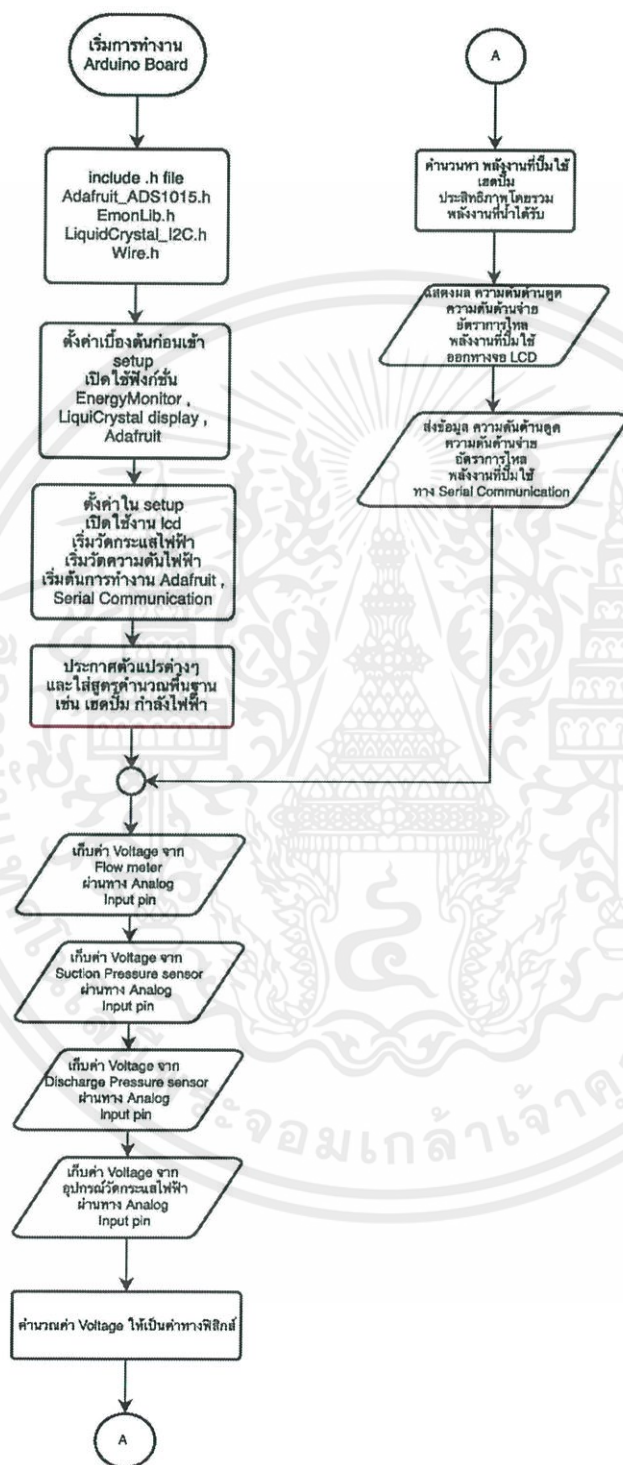 เริ่มการทำงาน
Arduino Board
include .h file
Adafruit_ADS1015.h
EmonLib.h
LiquidCrystal_I2C.h
Wire.h
ตั้งค่าเบื้องต้นก่อนเข้า
setup
เปิดใช้ฟังก์ชั่น
EnergyMonitor ,
LiquiCrystal display ,
Adafruit
ตั้งค่าใน setup
เปิดใช้งาน lcd
เริ่มวัดกระแสไฟฟ้า
เริ่มวัดความดันไฟฟ้า
เริ่มต้นการทำงาน Adafruit ,
Serial Communication
ประกาศตัวแปรต่างๆ
และใส่สูตรคำนวณพื้นฐาน
เช่น เฮดปั๊ม กำลังไฟฟ้า
เก็บค่า Voltage จาก
Flow meter
ผ่านทาง Analog
Input pin
เก็บค่า Voltage จาก
Suction Pressure sensor
ผ่านทาง Analog
Input pin
เก็บค่า Voltage จาก
Discharge Pressure sensor
ผ่านทาง Analog
Input pin
เก็บค่า Voltage จาก
อุปกรณ์วัดกระแสไฟฟ้า
ผ่านทาง Analog
Input pin
คำนวณค่า Voltage ให้เป็นค่าทางฟิสิกส์
A
A
คำนวนหา พลังงานที่ปั๊มใช้
เฮดปั๊ม
ประสิทธิภาพโดยรวม
พลังงานที่น้ำได้รับ
แสดงผล ความดันด้านดูด
ความดันด้านจ่าย
อัตราการไหล
พลังงานที่ปั๊มใช้
ออกทางจอ LCD
ส่งข้อมูล ความดันด้านดูด
ความดันด้านจ่าย
อัตราการไหล
พลังงานที่ปั๊มใช้
ทาง Serial Communication
ระจอมเกล้าเจ้าคุ